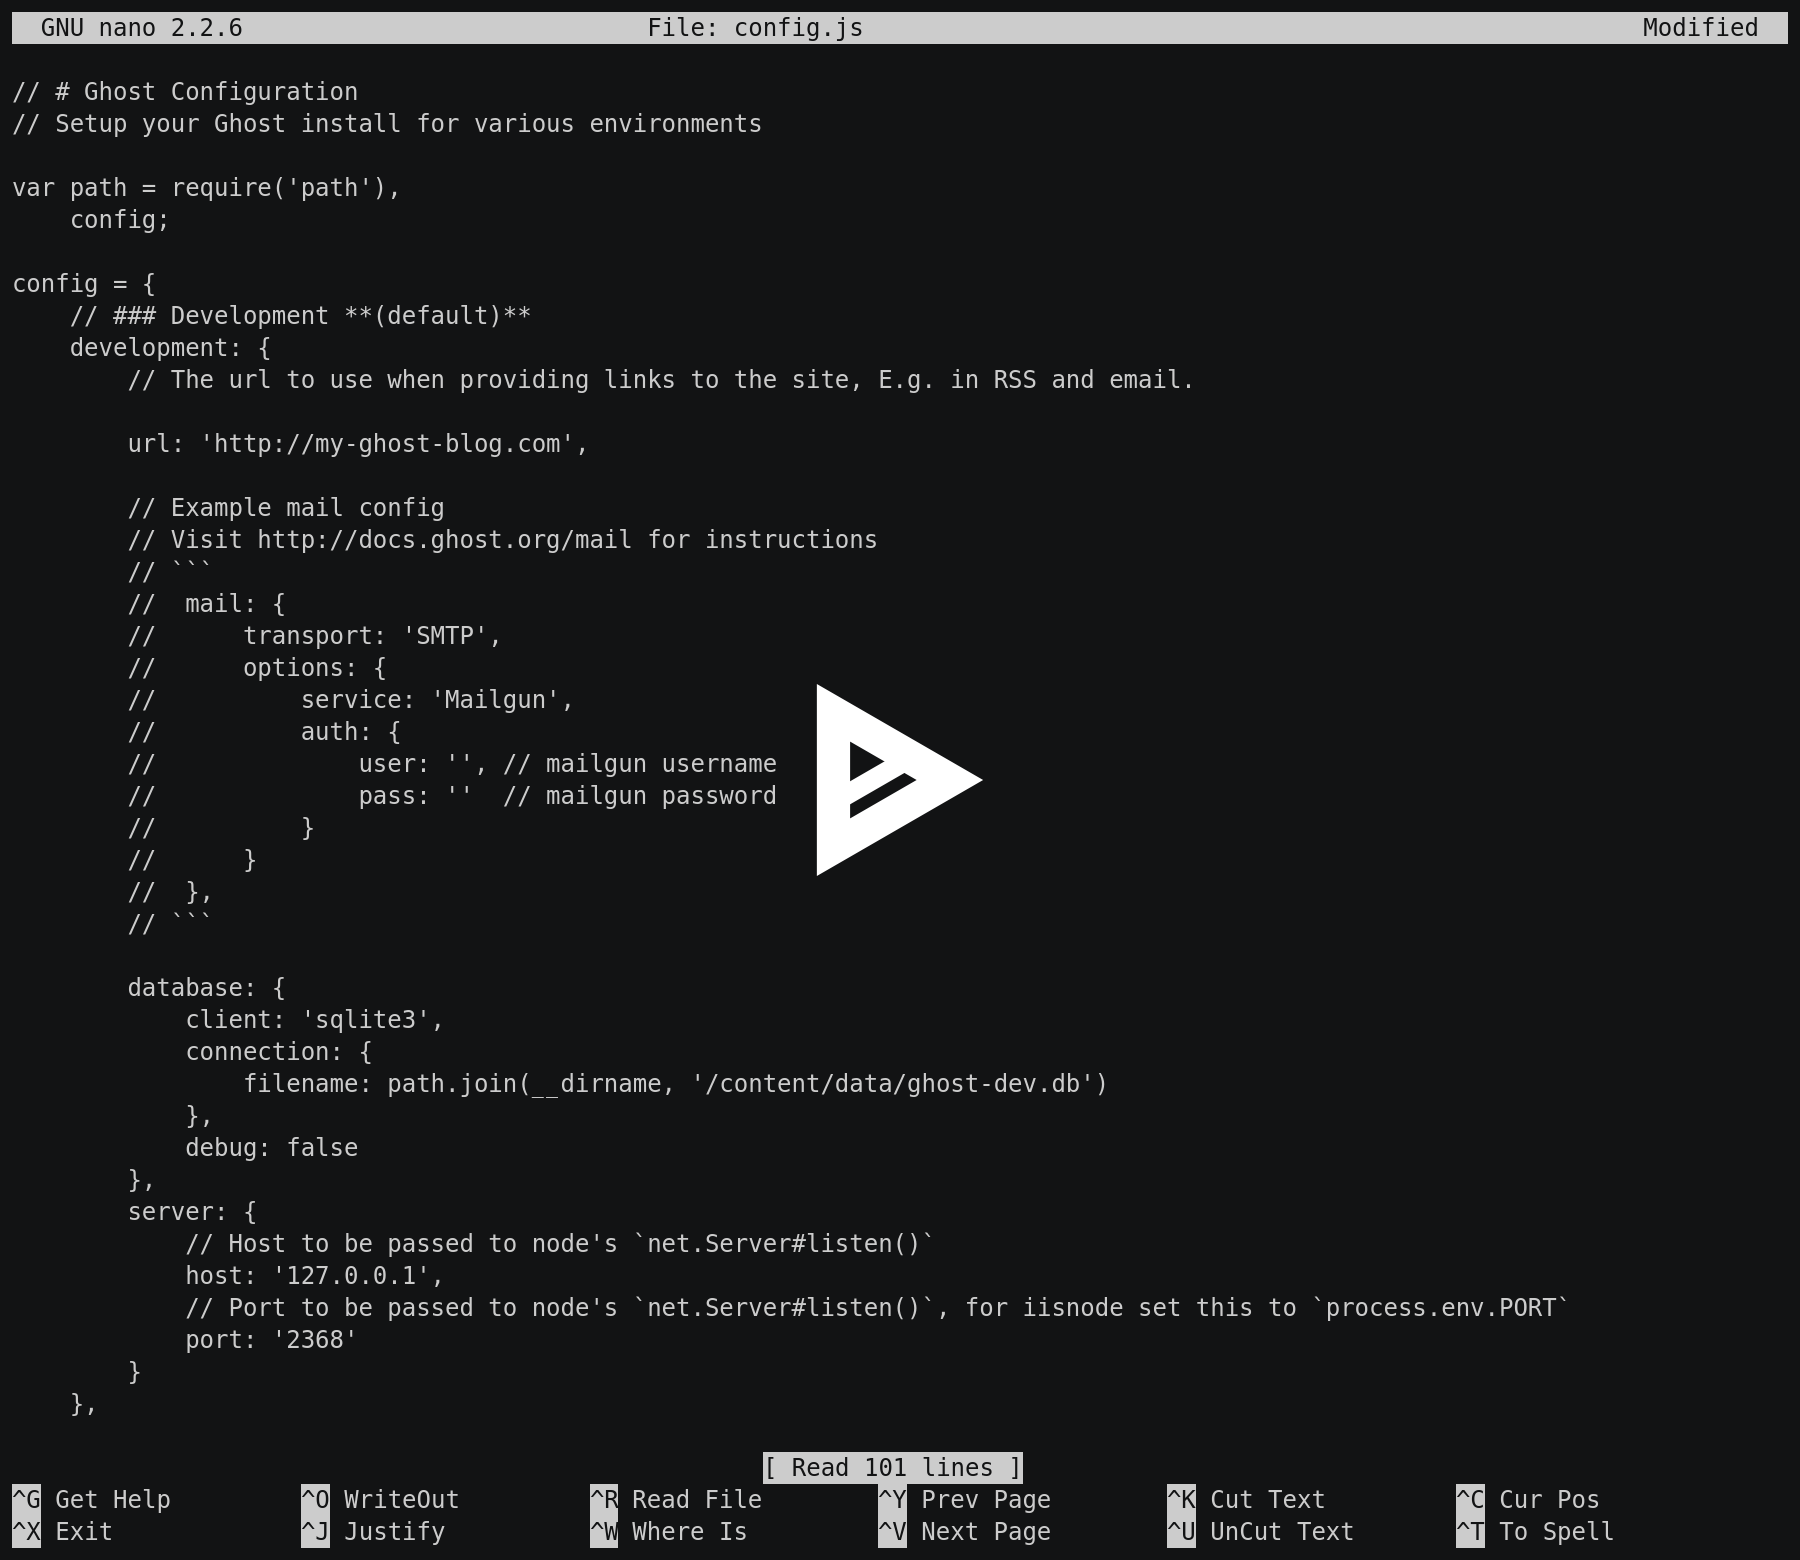 GNU nano 2.2.6 File: config.js Modified
// # Ghost Configuration
// Setup your Ghost install for various environments
var path = require('path'),
    config;
config = {
    // ### Development **(default)**
    development: {
        // The url to use when providing links to the site, E.g. in RSS and email.
        url: 'http://my-ghost-blog.com',
        // Example mail config
        // Visit http://docs.ghost.org/mail for instructions
        // ```
        //  mail: {
        //      transport: 'SMTP',
        //      options: {
        //          service: 'Mailgun',
        //          auth: {
        //              user: '', // mailgun username
        //              pass: ''  // mailgun password
        //          }
        //      }
        //  },
        // ```
        database: {
            client: 'sqlite3',
            connection: {
                filename: path.join(__dirname, '/content/data/ghost-dev.db')
            },
            debug: false
        },
        server: {
            // Host to be passed to node's `net.Server#listen()`
            host: '127.0.0.1',
            // Port to be passed to node's `net.Server#listen()`, for iisnode set this to `process.env.PORT`
            port: '2368'
        }
    },
[ Read 101 lines ]
^G Get Help ^O WriteOut ^R Read File ^Y Prev Page ^K Cut Text ^C Cur Pos
^X Exit ^J Justify ^W Where Is ^V Next Page ^U UnCut Text ^T To Spell